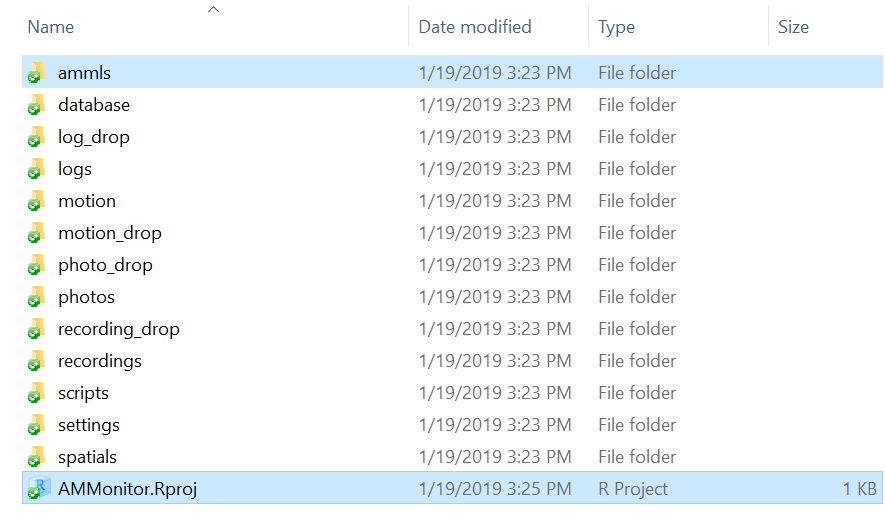 Name Date modified Type Size
ammls 1/19/2019 3:23 PM File folder
database 1/19/2019 3:23 PM File folder
log_drop 1/19/2019 3:23 PM File folder
logs 1/19/2019 3:23 PM File folder
motion 1/19/2019 3:23 PM File folder
motion_drop 1/19/2019 3:23 PM File folder
photo_drop 1/19/2019 3:23 PM File folder
photos 1/19/2019 3:23 PM File folder
recording_drop 1/19/2019 3:23 PM File folder
recordings 1/19/2019 3:23 PM File folder
scripts 1/19/2019 3:23 PM File folder
settings 1/19/2019 3:23 PM File folder
spatials 1/19/2019 3:23 PM File folder
AMMonitor.Rproj 1/19/2019 3:25 PM R Project 1 KB